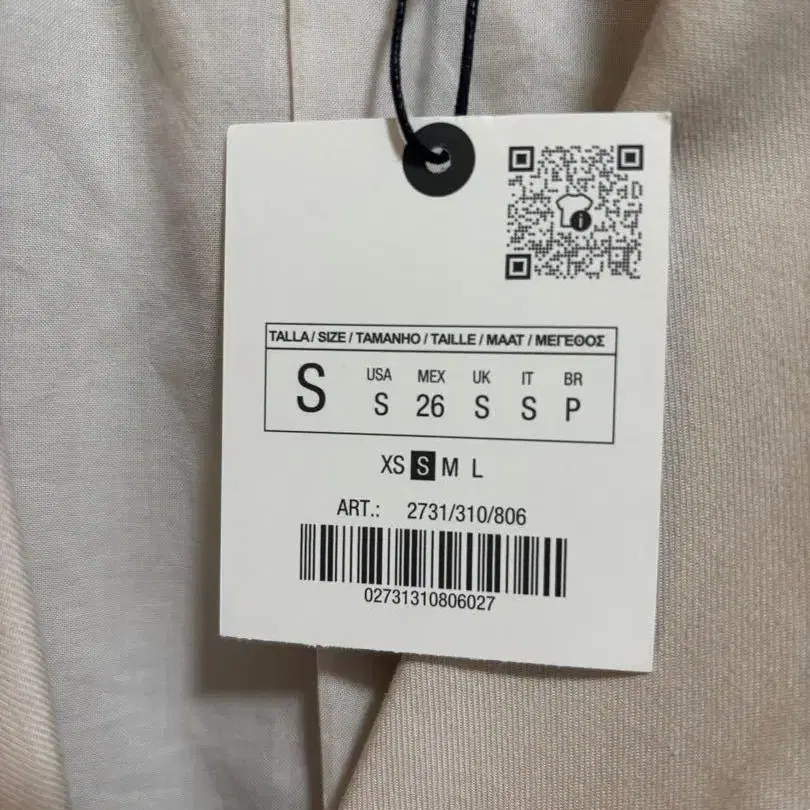 TALLA / SIZE / TAMANHO / TAILLE / MAAT / ΜΕΓΕΘΟΣ
S
USA MEX UK IT BR
S 26 S S P
XS S M L
ART.: 2731/310/806
02731310806027